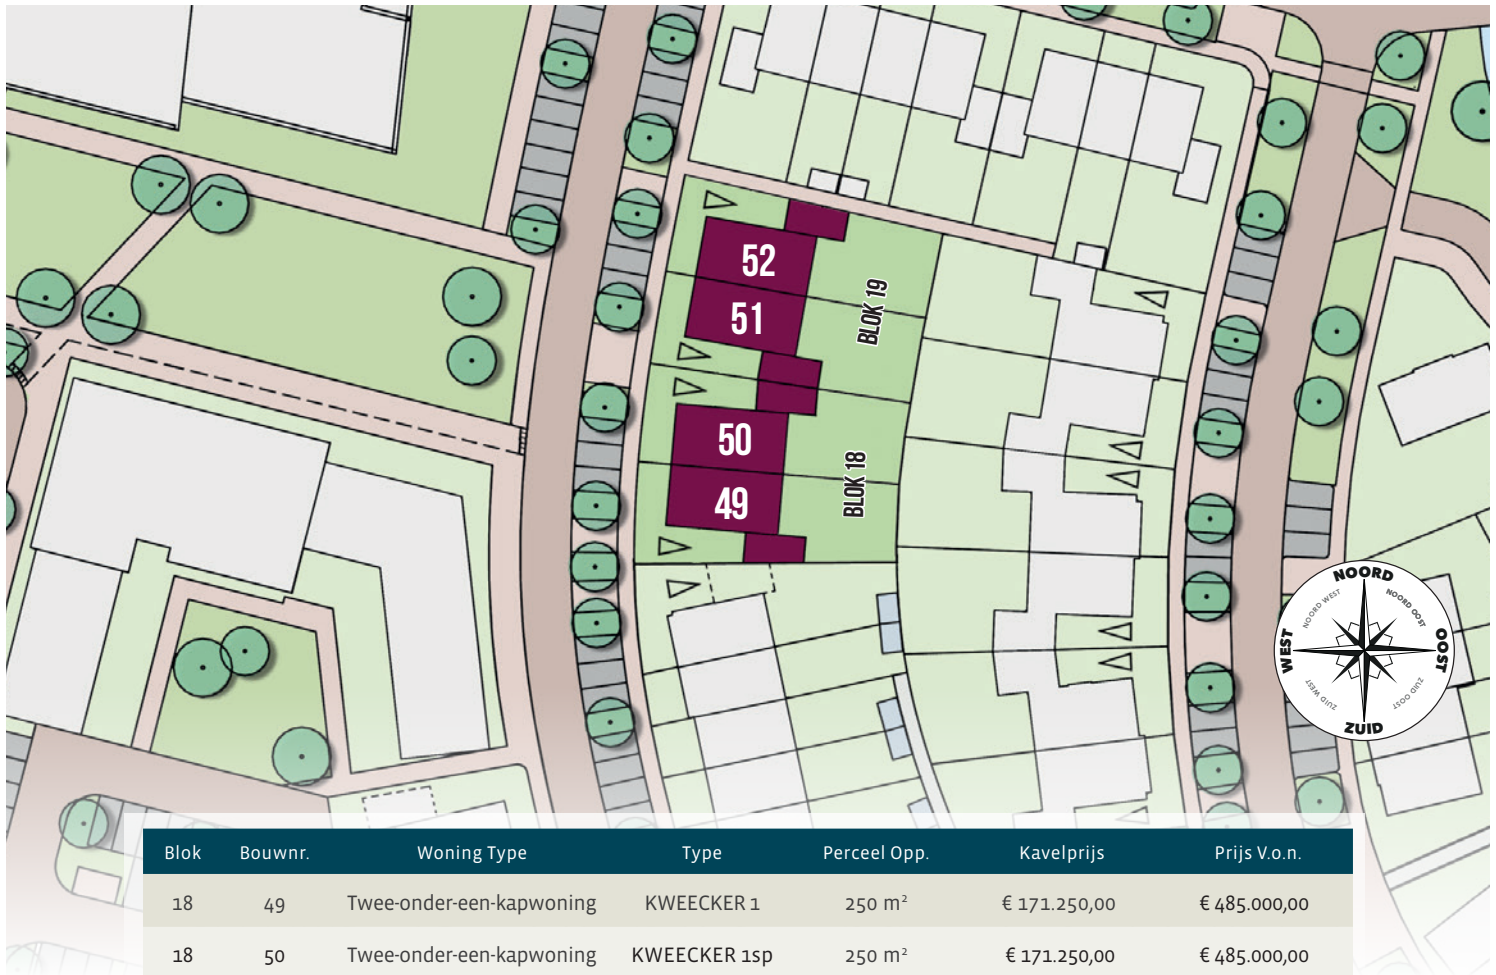 52
51
BLOK 19
50
49
BLOK 18
NOORD
NOORD WEST
NOORD OOST
WEST
OOST
ZUID WEST
ZUID OOST
ZUID
Blok Bouwnr. Woning Type Type Perceel Opp. Kavelprijs Prijs V.o.n.
18 49 Twee-onder-een-kapwoning KWEECKER 1 250 m² € 171.250,00 € 485.000,00
18 50 Twee-onder-een-kapwoning KWEECKER 1sp 250 m² € 171.250,00 € 485.000,00